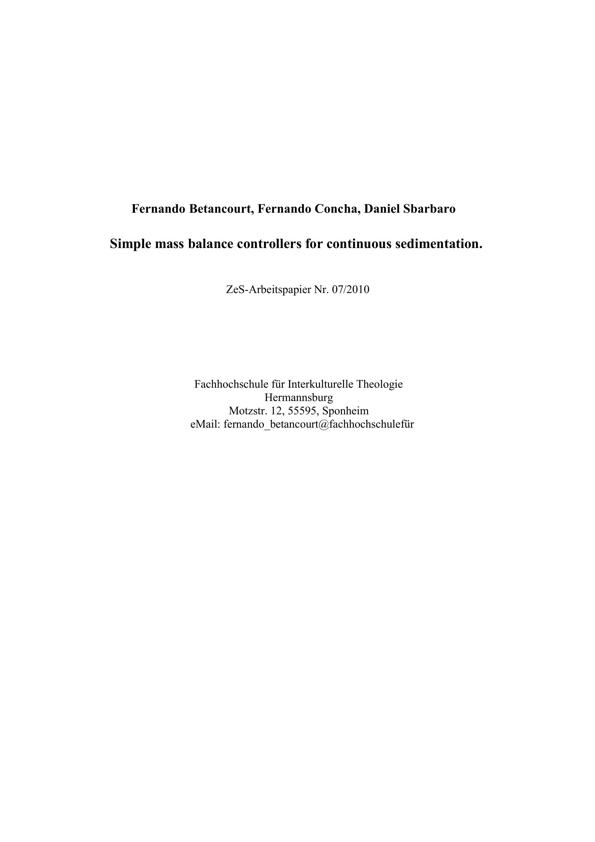 Fernando Betancourt, Fernando Concha, Daniel Sbarbaro
Simple mass balance controllers for continuous sedimentation.
ZeS-Arbeitspapier Nr. 07/2010
Fachhochschule für Interkulturelle Theologie
Hermannsburg
Motzstr. 12, 55595, Sponheim
eMail: fernando_betancourt@fachhochschulefür